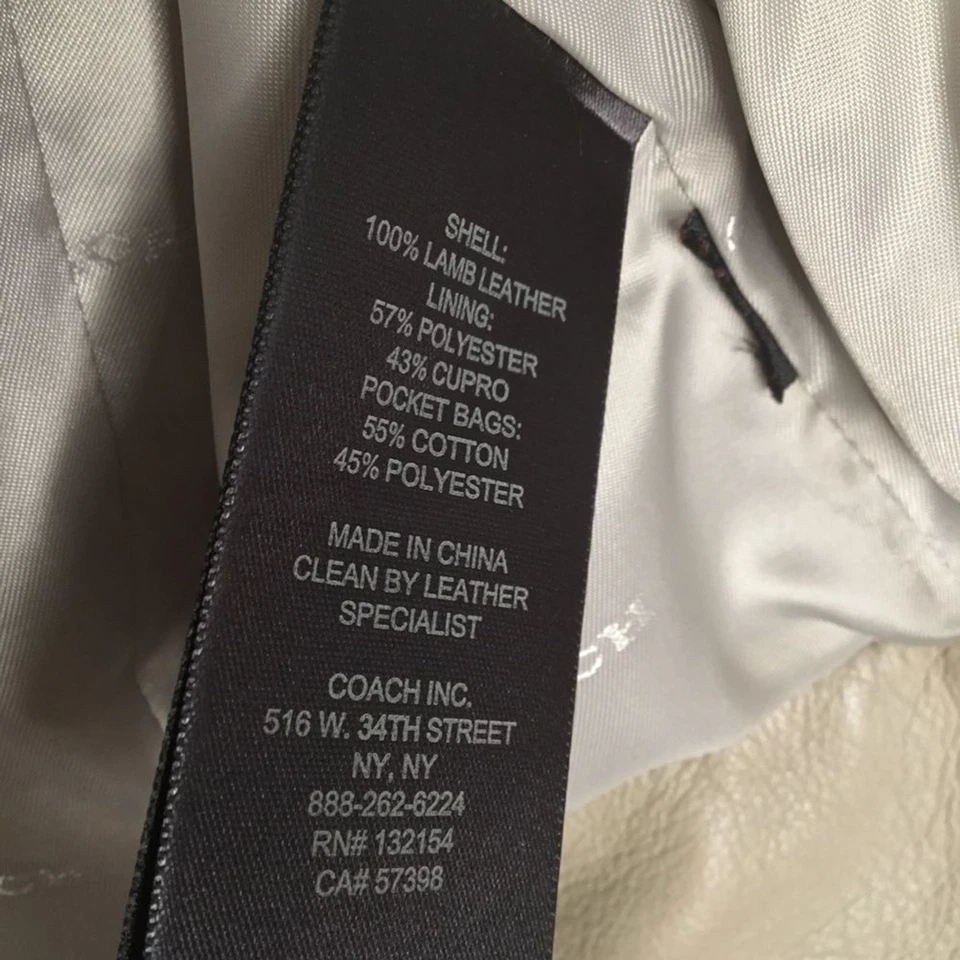 SHELL:
100% LAMB LEATHER
LINING:
57% POLYESTER
43% CUPRO
POCKET BAGS:
55% COTTON
45% POLYESTER
MADE IN CHINA
CLEAN BY LEATHER
SPECIALIST
COACH INC.
516 W. 34TH STREET
NY, NY
888-262-6224
RN# 132154
CA# 57398